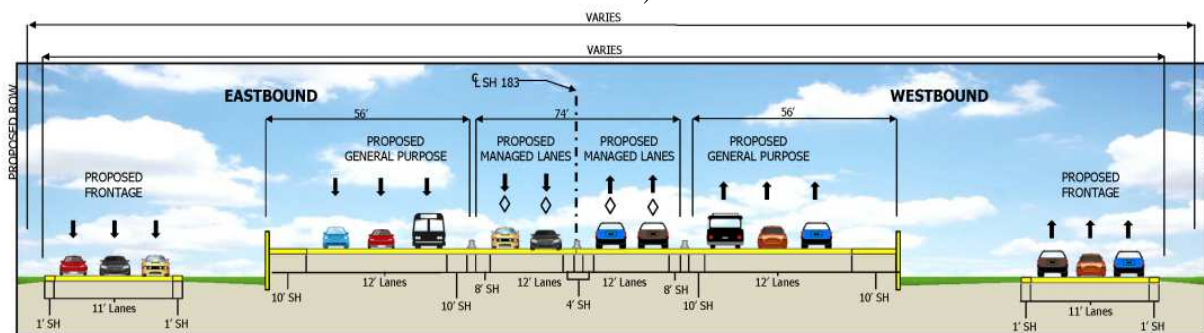 VARIES
VARIES
℄ SH 183
EASTBOUND
WESTBOUND
56'
74'
56'
PROPOSED ROW
PROPOSED
FRONTAGE
PROPOSED
GENERAL PURPOSE
PROPOSED
MANAGED LANES
PROPOSED
MANAGED LANES
PROPOSED
GENERAL PURPOSE
PROPOSED
FRONTAGE
1' SH
11' Lanes
1' SH
10' SH
12' Lanes
10' SH
8' SH
12' Lanes
4' SH
12' Lanes
8' SH
10' SH
12' Lanes
10' SH
1' SH
11' Lanes
1' SH